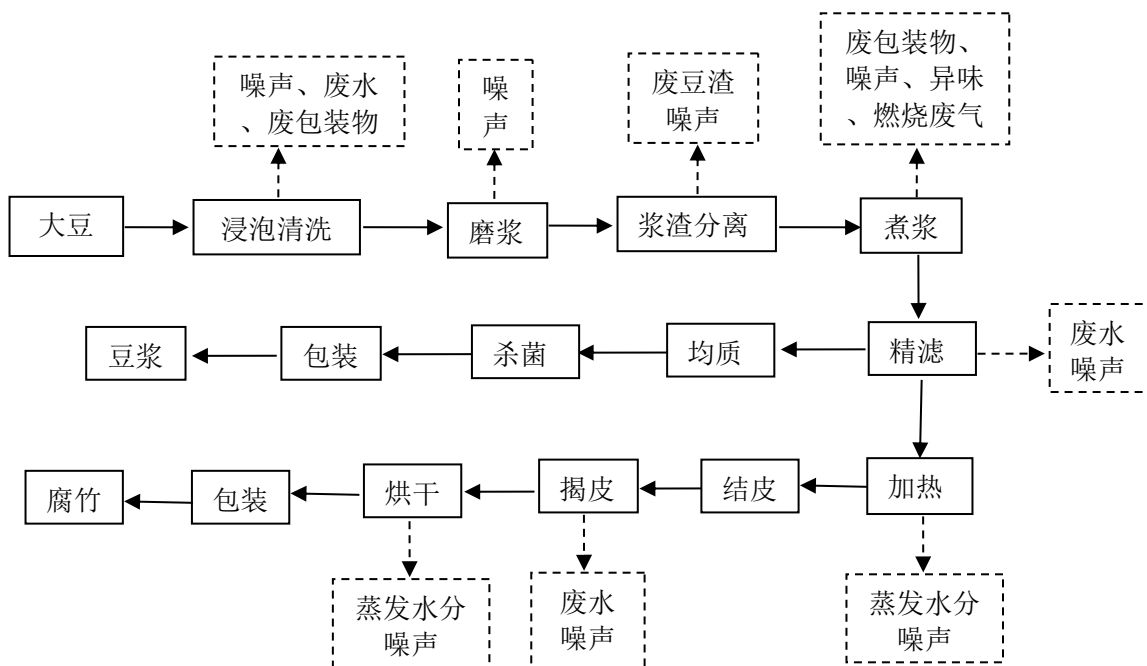 噪声、废水
、废包装物
噪
声
废豆渣
噪声
废包装物、
噪声、异味
、燃烧废气
大豆
浸泡清洗
磨浆
浆渣分离
煮浆
豆浆
包装
杀菌
均质
精滤
废水
噪声
腐竹
包装
烘干
揭皮
结皮
加热
蒸发水分
噪声
废水
噪声
蒸发水分
噪声